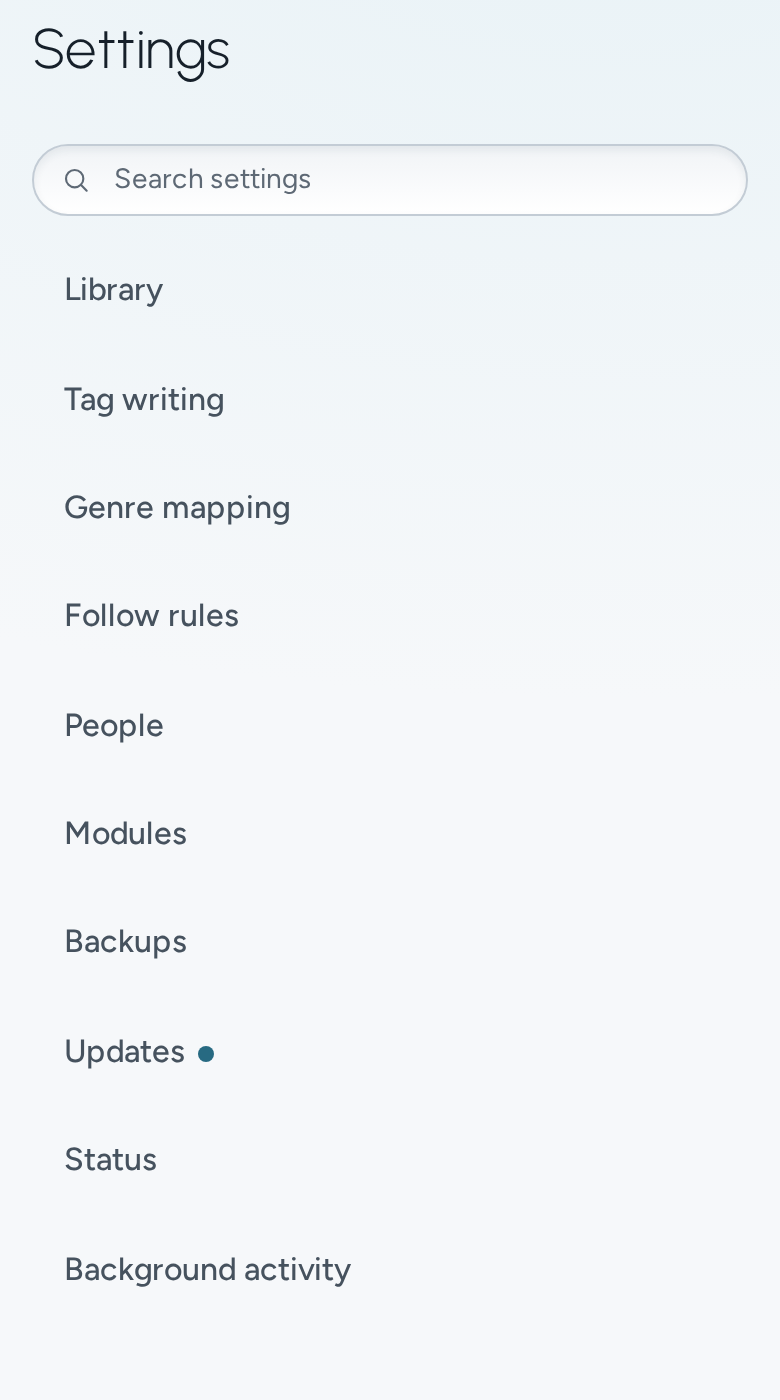 Settings
Search settings
Library
Tag writing
Genre mapping
Follow rules
People
Modules
Backups
Updates
Status
Background activity